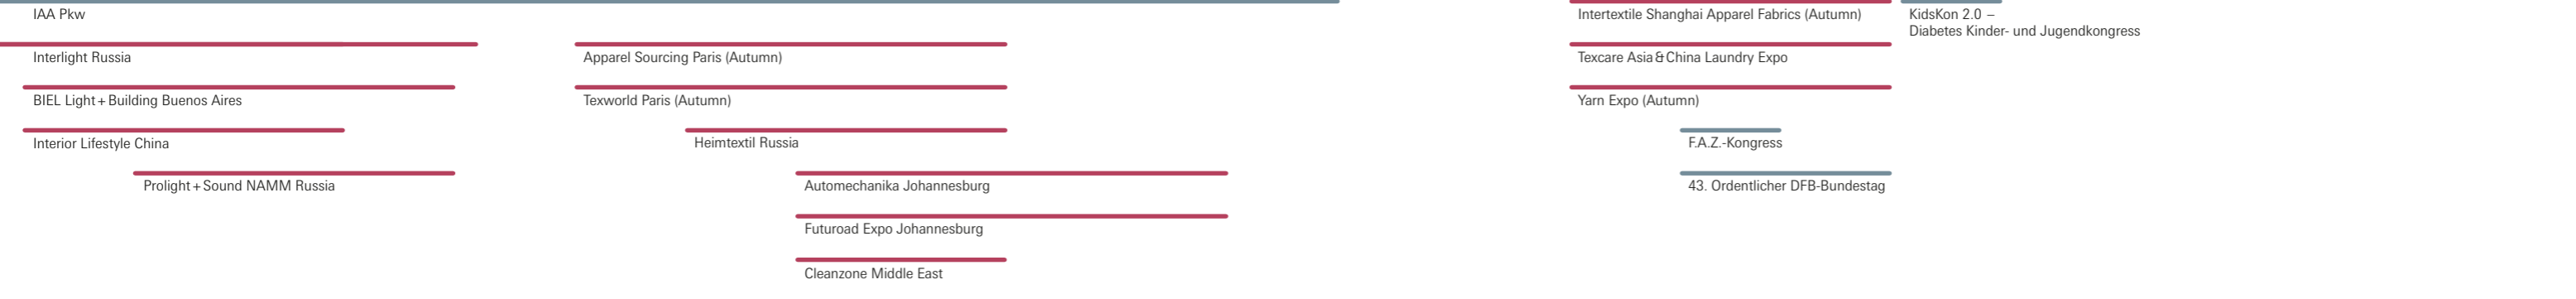 IAA Pkw
Interlight Russia
BIEL Light+Building Buenos Aires
Interior Lifestyle China
Prolight+Sound NAMM Russia
Apparel Sourcing Paris (Autumn)
Texworld Paris (Autumn)
Heimtextil Russia
Automechanika Johannesburg
Futuroad Expo Johannesburg
Cleanzone Middle East
Intertextile Shanghai Apparel Fabrics (Autumn)
Texcare Asia & China Laundry Expo
Yarn Expo (Autumn)
F.A.Z.-Kongress
43. Ordentlicher DFB-Bundestag
KidsKon 2.0 –
Diabetes Kinder- und Jugendkongress